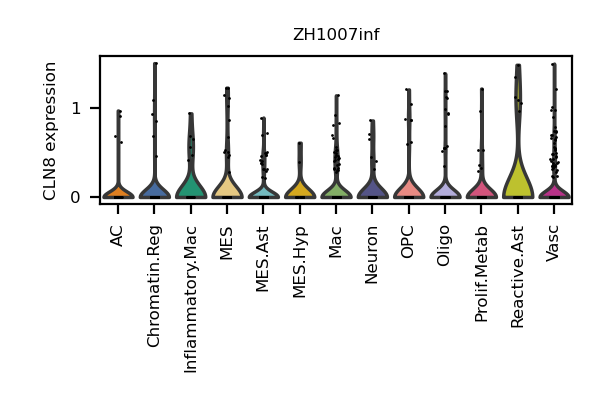 ZH1007inf
CLN8 expression
1
0
AC
Chromatin.Reg
Inflammatory.Mac
MES
MES.Ast
MES.Hyp
Mac
Neuron
OPC
Oligo
Prolif.Metab
Reactive.Ast
Vasc